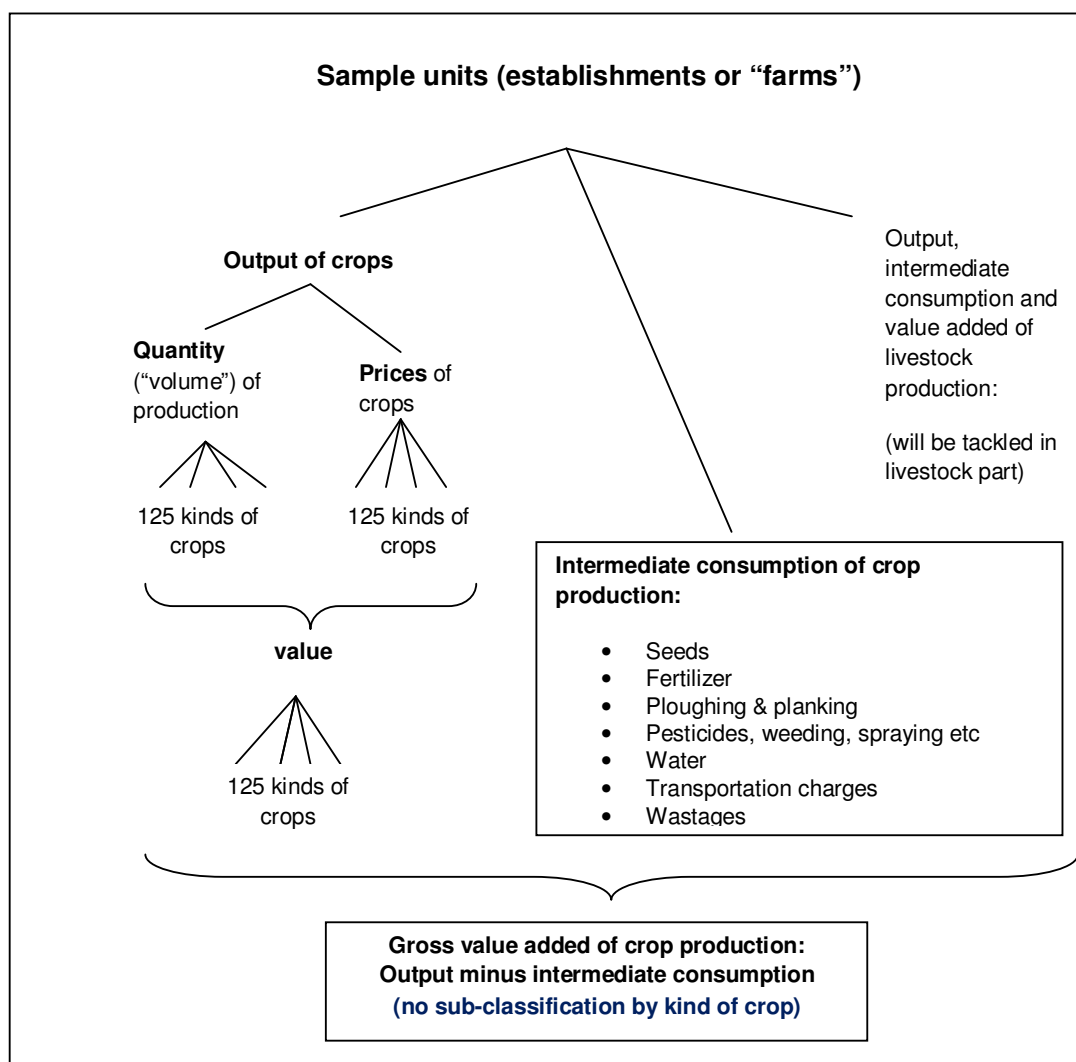 Sample units (establishments or “farms”)
Output of crops
Quantity
(“volume”) of
production
Prices of
crops
125 kinds of
crops
125 kinds of
crops
value
125 kinds of
crops
Output,
intermediate
consumption and
value added of
livestock
production:
(will be tackled in
livestock part)
Intermediate consumption of crop
production:
• Seeds
• Fertilizer
• Ploughing & planking
• Pesticides, weeding, spraying etc
• Water
• Transportation charges
• Wastages
Gross value added of crop production:
Output minus intermediate consumption
(no sub-classification by kind of crop)